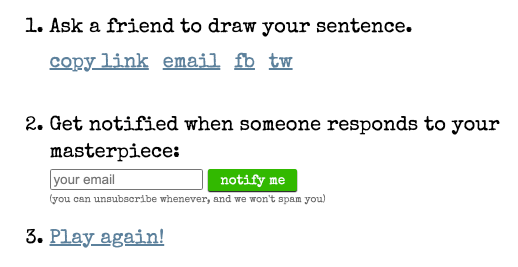 1. Ask a friend to draw your sentence.
copy link email fb tw
2. Get notified when someone responds to your
masterpiece:
your email notify me
(you can unsubscribe whenever, and we won't spam you)
3. Play again!